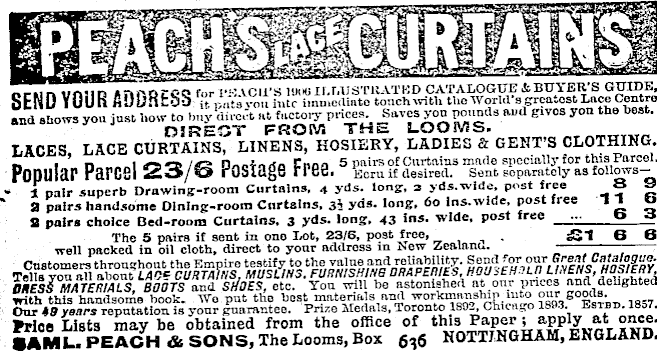 PEACH'S LACE CURTAINS
SEND YOUR ADDRESS for PEACH'S 1906 ILLUSTRATED CATALOGUE & BUYER'S GUIDE,
it puts you into immediate touch with the World's greatest Lace Centre
and shows you just how to buy direct at factory prices. Saves you pounds and gives you the best.
DIRECT FROM THE LOOMS.
LACES, LACE CURTAINS, LINENS, HOSIERY, LADIES & GENT'S CLOTHING.
Popular Parcel 23/6 Postage Free. 5 pairs of Curtains made specially for this Parcel.
Ecru if desired. Sent separately as follows—
1 pair superb Drawing-room Curtains, 4 yds. long, 2 yds. wide, post free 8 9
2 pairs handsome Dining-room Curtains, 3½ yds. long, 60 ins. wide, post free 11 6
2 pairs choice Bed-room Curtains, 3 yds. long, 43 ins. wide, post free ... 6 3
The 5 pairs if sent in one Lot, 23/6, post free, £1 6 6
well packed in oil cloth, direct to your address in New Zealand.
Customers throughout the Empire testify to the value and reliability. Send for our Great Catalogue.
Tells you all about LACE CURTAINS, MUSLINS, FURNISHING DRAPERIES, HOUSEHOLD LINENS, HOSIERY,
DRESS MATERIALS, BOOTS and SHOES, etc. You will be astonished at our prices and delighted
with this handsome book. We put the best materials and workmanship into our goods.
Our 49 years reputation is your guarantee. Prize Medals, Toronto 1892, Chicago 1893. ESTBD. 1857.
Price Lists may be obtained from the office of this Paper; apply at once.
SAML. PEACH & SONS, The Looms, Box 636 NOTTINGHAM, ENGLAND.